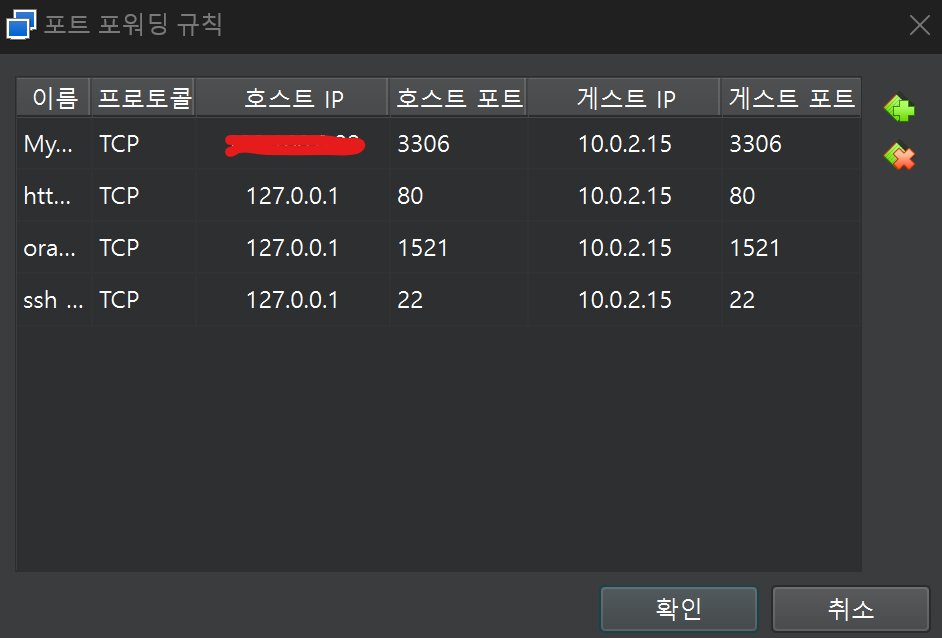 포트 포워딩 규칙
이름 프로토콜 호스트 IP 호스트 포트 게스트 IP 게스트 포트
My... TCP 3306 10.0.2.15 3306
htt... TCP 127.0.0.1 80 10.0.2.15 80
ora... TCP 127.0.0.1 1521 10.0.2.15 1521
ssh ... TCP 127.0.0.1 22 10.0.2.15 22
확인 취소